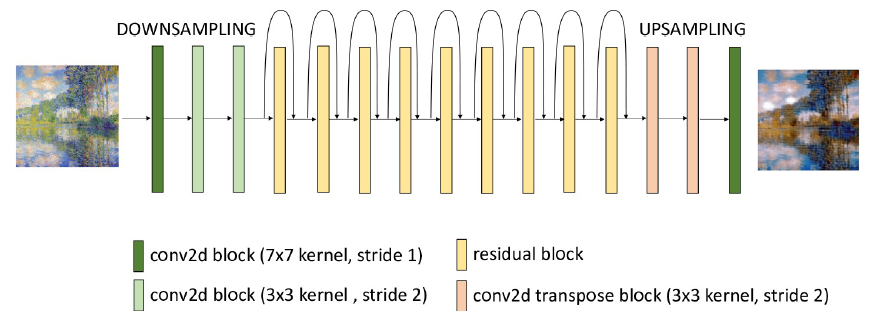 DOWNSAMPLING
UPSAMPLING
conv2d block (7x7 kernel, stride 1)
residual block
conv2d block (3x3 kernel , stride 2)
conv2d transpose block (3x3 kernel, stride 2)